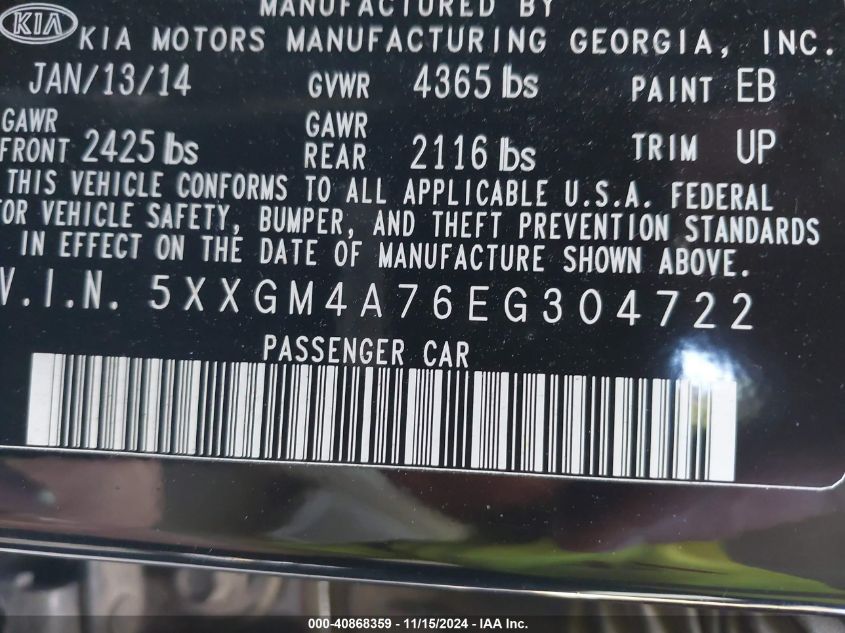 MANUFACTURED BY
KIA KIA MOTORS MANUFACTURING GEORGIA, INC.
JAN/13/14 GVWR 4365 lbs PAINT EB
GAWR FRONT 2425 lbs GAWR REAR 2116 lbs TRIM UP
THIS VEHICLE CONFORMS TO ALL APPLICABLE U.S.A. FEDERAL
OR VEHICLE SAFETY, BUMPER, AND THEFT PREVENTION STANDARDS
IN EFFECT ON THE DATE OF MANUFACTURE SHOWN ABOVE.
V.I.N. 5XXGM4A76EG304722
PASSENGER CAR
000-40868359 - 11/15/2024 - IAA Inc.